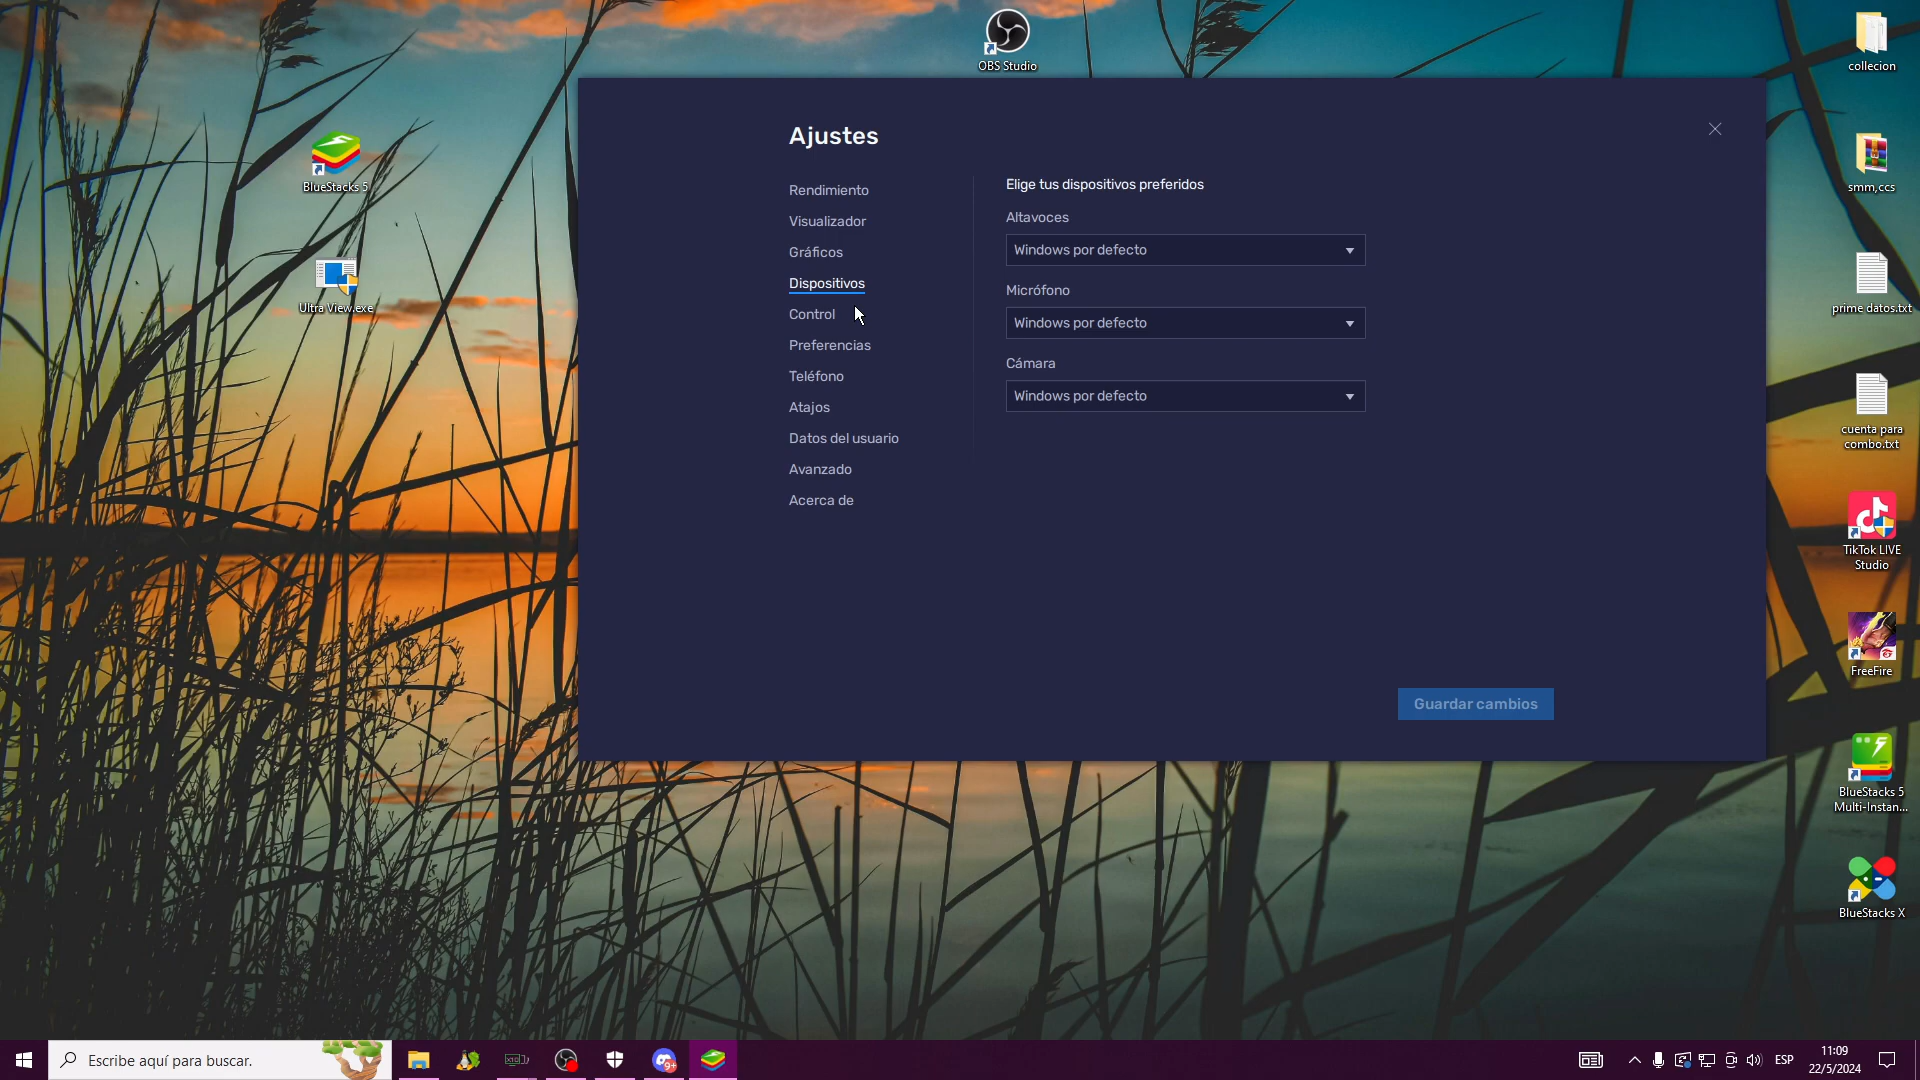 OBS Studio
collecion
BlueStacks 5
smm,ccs
Ultra View.exe
prime datos.txt
cuenta para
combo.txt
TikTok LIVE
Studio
FreeFire
BlueStacks 5
Multi-Instan...
BlueStacks X
Ajustes
Rendimiento
Visualizador
Gráficos
Dispositivos
Control
Preferencias
Teléfono
Atajos
Datos del usuario
Avanzado
Acerca de
Elige tus dispositivos preferidos
Altavoces
Windows por defecto
Micrófono
Windows por defecto
Cámara
Windows por defecto
Guardar cambios
Escribe aquí para buscar.
9+
ESP
11:09
22/5/2024